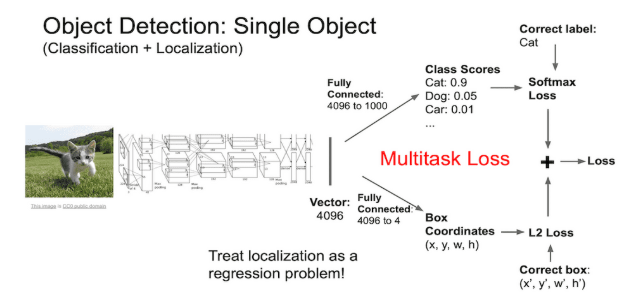 Object Detection: Single Object
(Classification + Localization)
Correct label:
Cat
Class Scores
Cat: 0.9
Dog: 0.05
Car: 0.01
...
Fully
Connected:
4096 to 1000
Softmax
Loss
Multitask Loss
+
Loss
This image is CC0 public domain
Vector:
4096
Fully
Connected:
4096 to 4
Box
Coordinates
(x, y, w, h)
L2 Loss
Treat localization as a
regression problem!
Correct box:
(x', y', w', h')